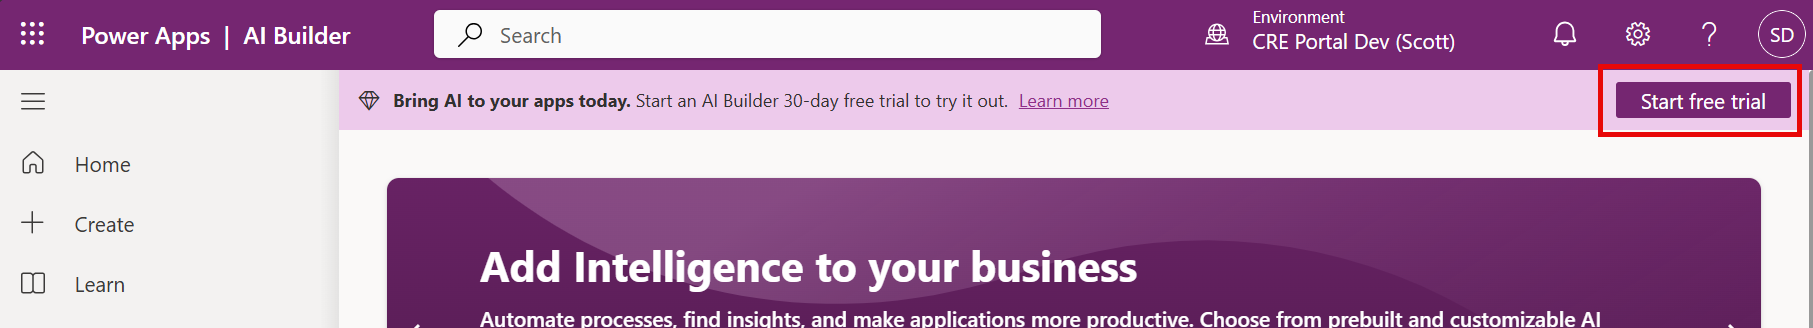 Power Apps | AI Builder
Search
Environment
CRE Portal Dev (Scott)
SD
Bring AI to your apps today. Start an AI Builder 30-day free trial to try it out. Learn more
Start free trial
Home
Create
Learn
Add Intelligence to your business
Automate processes, find insights, and make applications more productive. Choose from prebuilt and customizable AI